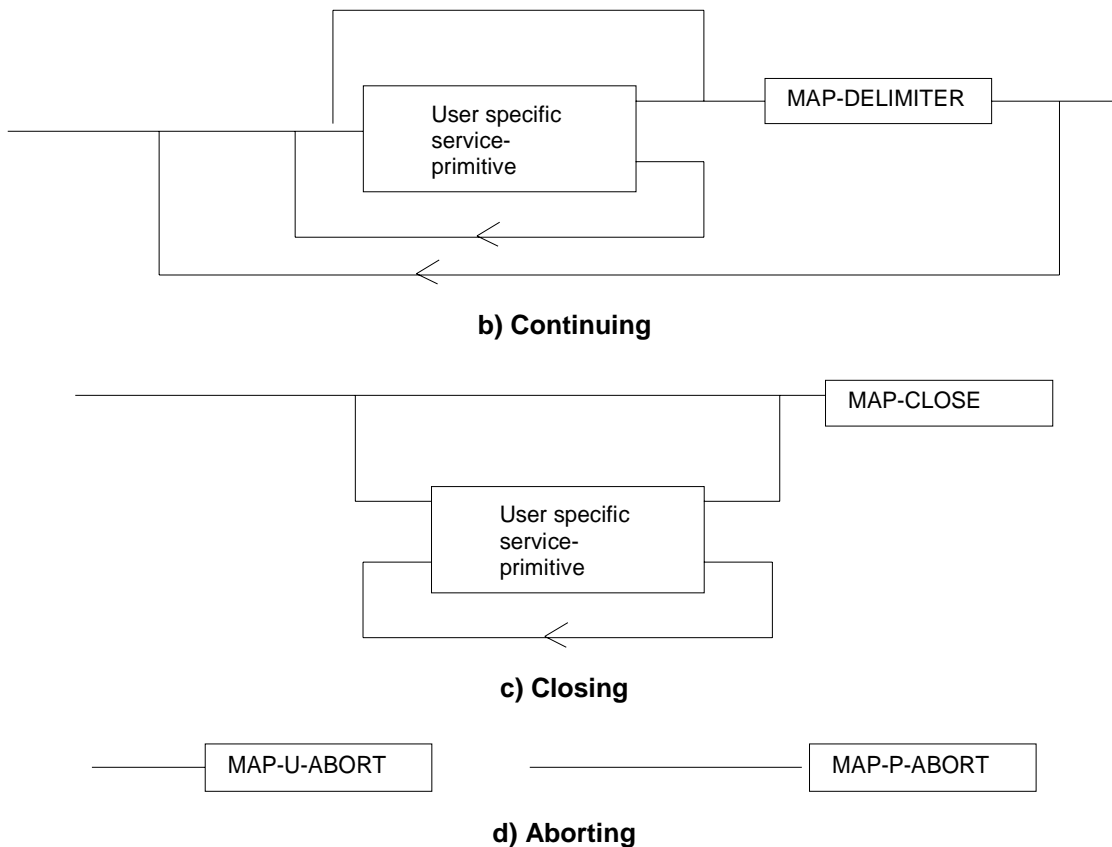 User specific
service-
primitive
MAP-DELIMITER
b) Continuing
MAP-CLOSE
User specific
service-
primitive
c) Closing
MAP-U-ABORT
MAP-P-ABORT
d) Aborting